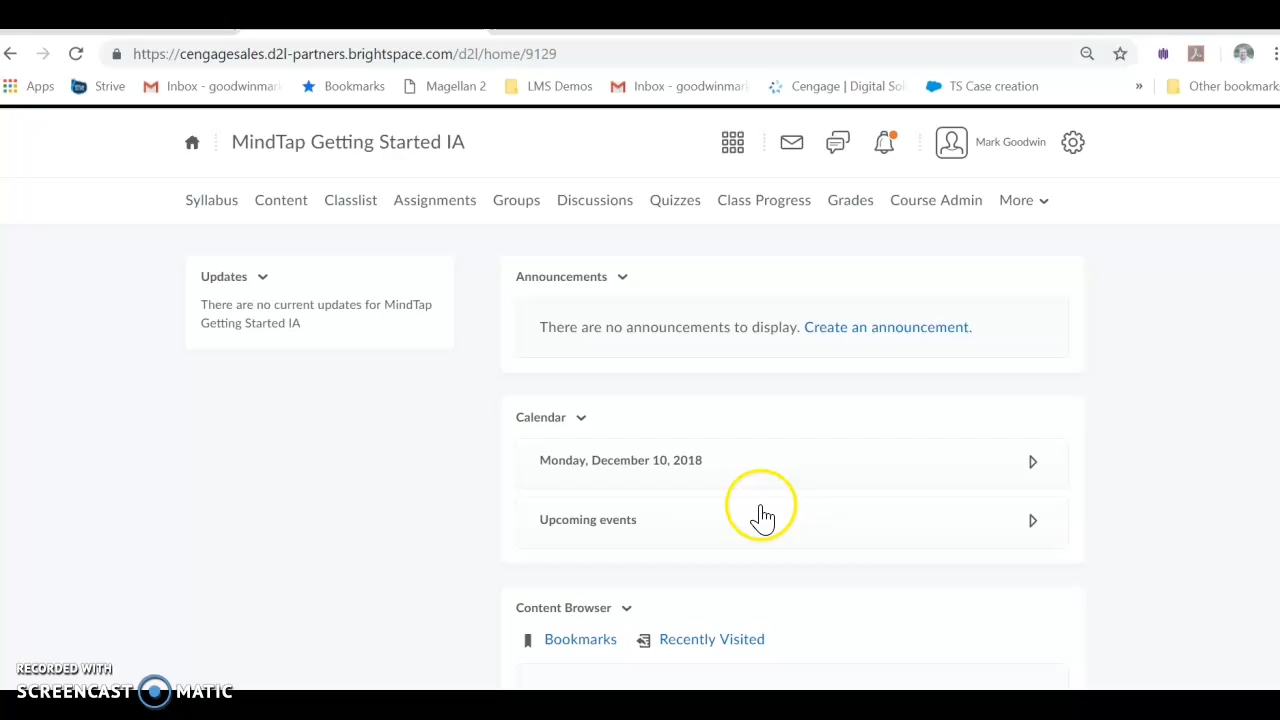 https://cengagesales.d2l-partners.brightspace.com/d2l/home/9129
Apps Strive Inbox - goodwinmar Bookmarks Magellan 2 LMS Demos Inbox - goodwinmar Cengage | Digital Sol TS Case creation » Other bookmarks
MindTap Getting Started IA Mark Goodwin
Syllabus Content Classlist Assignments Groups Discussions Quizzes Class Progress Grades Course Admin More
Updates
There are no current updates for MindTap
Getting Started IA
Announcements
There are no announcements to display. Create an announcement.
Calendar
Monday, December 10, 2018
Upcoming events
Content Browser
Bookmarks Recently Visited
RECORDED WITH
SCREENCAST MATIC